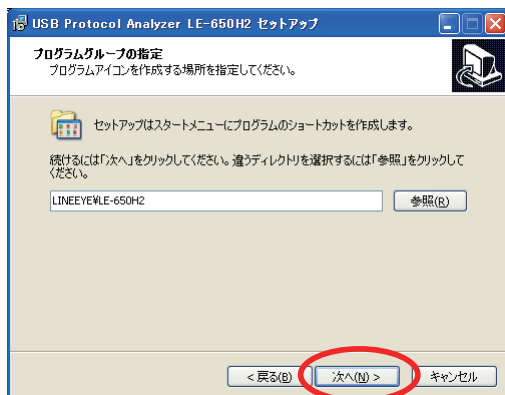 USB Protocol Analyzer LE-650H2 セットアップ
プログラムグループの指定
プログラムアイコンを作成する場所を指定してください。
セットアップはスタートメニューにプログラムのショートカットを作成します。
続けるには「次へ」をクリックしてください。違うディレクトリを選択するには「参照」をクリックして
ください。
LINEEYE¥LE-650H2
参照(R)
< 戻る(B)
次へ(N) >
キャンセル